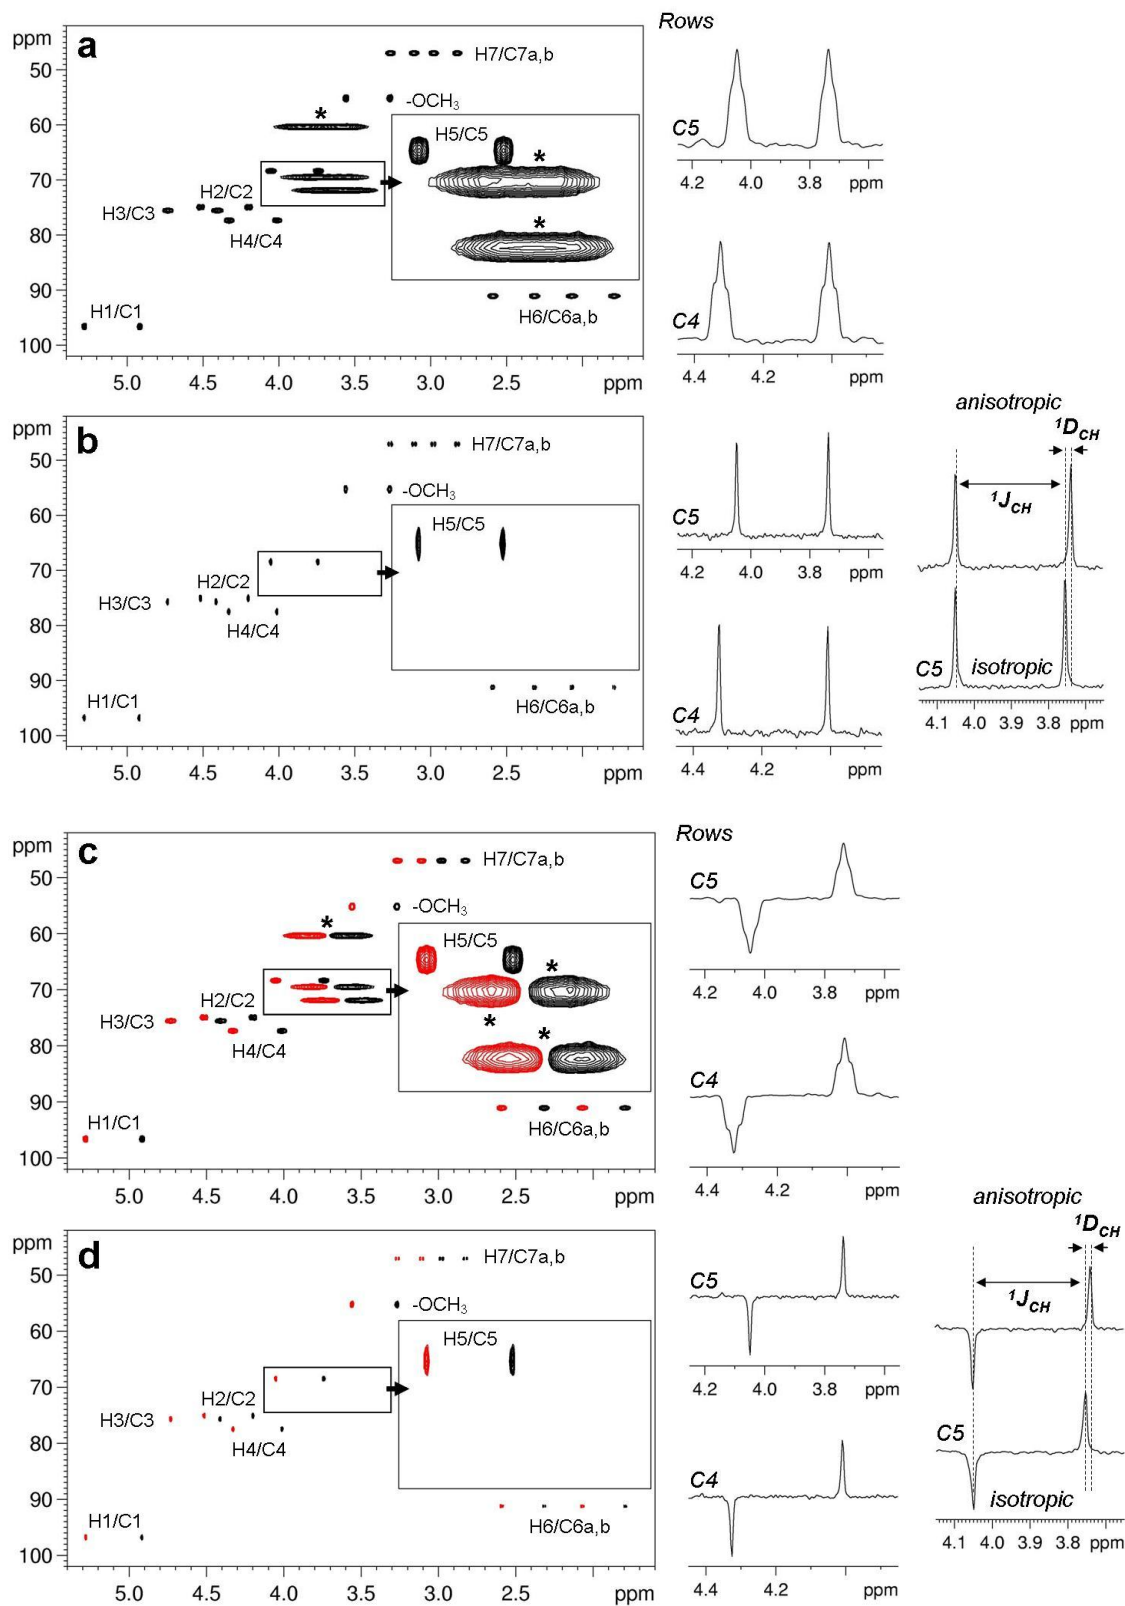 Rows
a
ppm
50
60
70
80
90
100
H7/C7a,b
-OCH3
*
H5/C5
*
*
H2/C2
H3/C3
H4/C4
H6/C6a,b
H1/C1
5.0 4.5 4.0 3.5 3.0 2.5 ppm
C5
4.2 4.0 3.8 ppm
C4
4.4 4.2 ppm
b
ppm
50
60
70
80
90
100
H7/C7a,b
-OCH3
H5/C5
H2/C2
H3/C3
H4/C4
H6/C6a,b
H1/C1
5.0 4.5 4.0 3.5 3.0 2.5 ppm
C5
4.2 4.0 3.8 ppm
C4
4.4 4.2 ppm
anisotropic
1DCH
1JCH
C5 isotropic
4.1 4.0 3.9 3.8 ppm
Rows
c
ppm
50
60
70
80
90
100
H7/C7a,b
-OCH3
*
H5/C5
*
*
*
H2/C2
H3/C3
H4/C4
H6/C6a,b
H1/C1
5.0 4.5 4.0 3.5 3.0 2.5 ppm
C5
4.2 4.0 3.8 ppm
C4
4.4 4.2 ppm
d
ppm
50
60
70
80
90
100
H7/C7a,b
-OCH3
H5/C5
H2/C2
H3/C3
H4/C4
H6/C6a,b
H1/C1
5.0 4.5 4.0 3.5 3.0 2.5 ppm
C5
4.2 4.0 3.8 ppm
C4
4.4 4.2 ppm
anisotropic
1DCH
1JCH
C5
isotropic
4.1 4.0 3.9 3.8 ppm